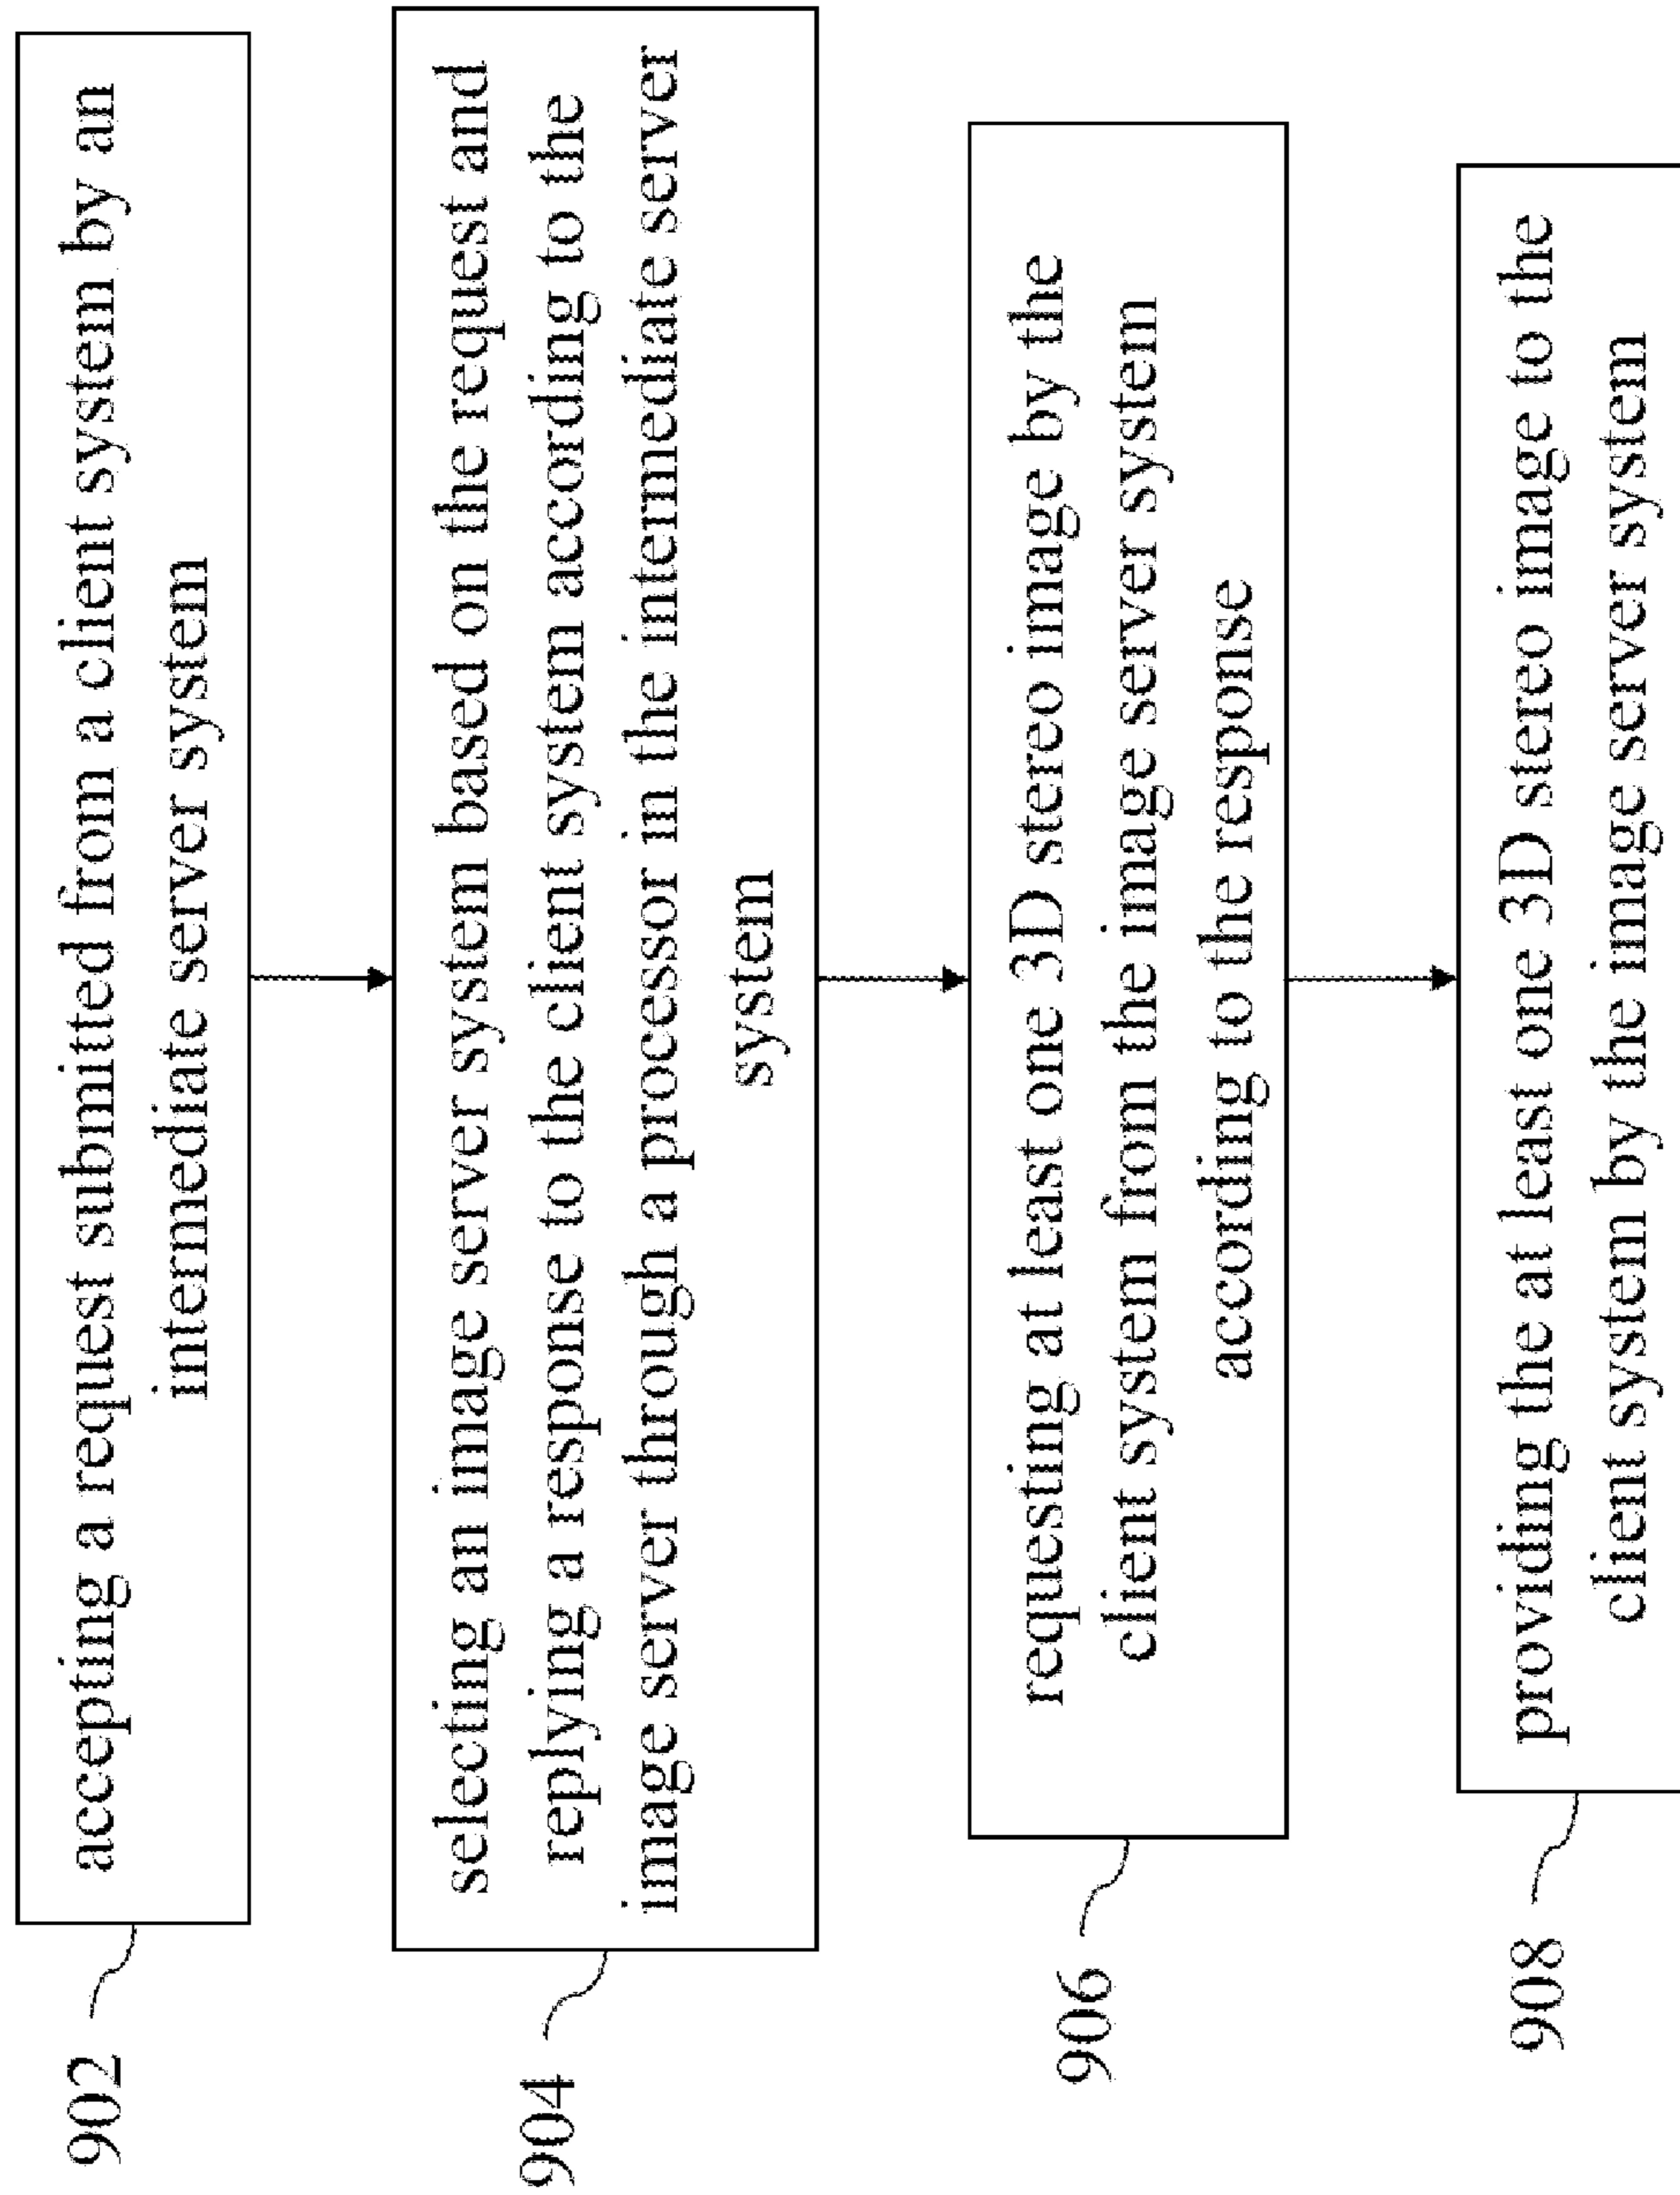 902
accepting a request submitted from a client system by an
intermediate server system
904
selecting an image server system based on the request and
replying a response to the client system according to the
image server through a processor in the intermediate server
system
906
requesting at least one 3D stereo image by the
client system from the image server system
according to the response
908
providing the at least one 3D stereo image to the
client system by the image server system